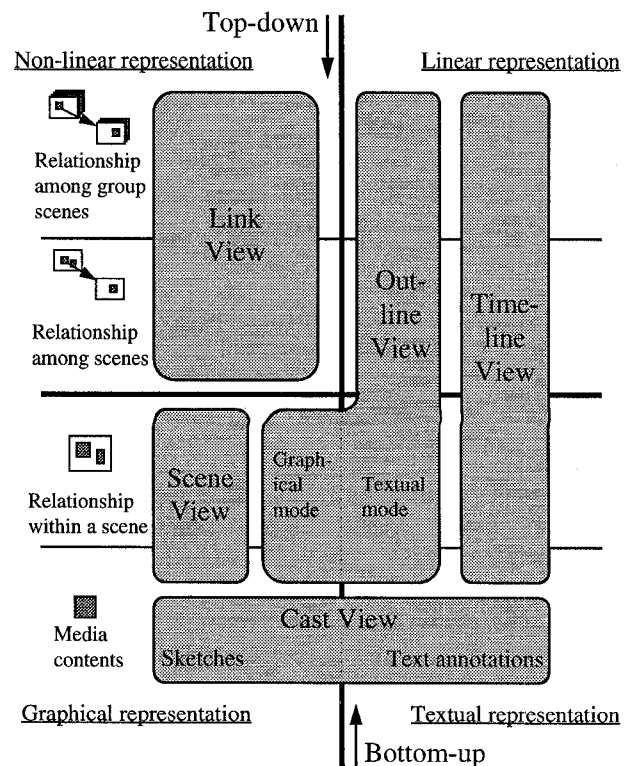 Top-down
Non-linear representation
Linear representation
Relationship
among group
scenes
Link
View
Relationship
among scenes
Out-
line
View
Time-
line
View
Relationship
within a scene
Scene
View
Graph-
ical
mode
Textual
mode
Media
contents
Cast View
Sketches
Text annotations
Graphical representation
Textual representation
Bottom-up